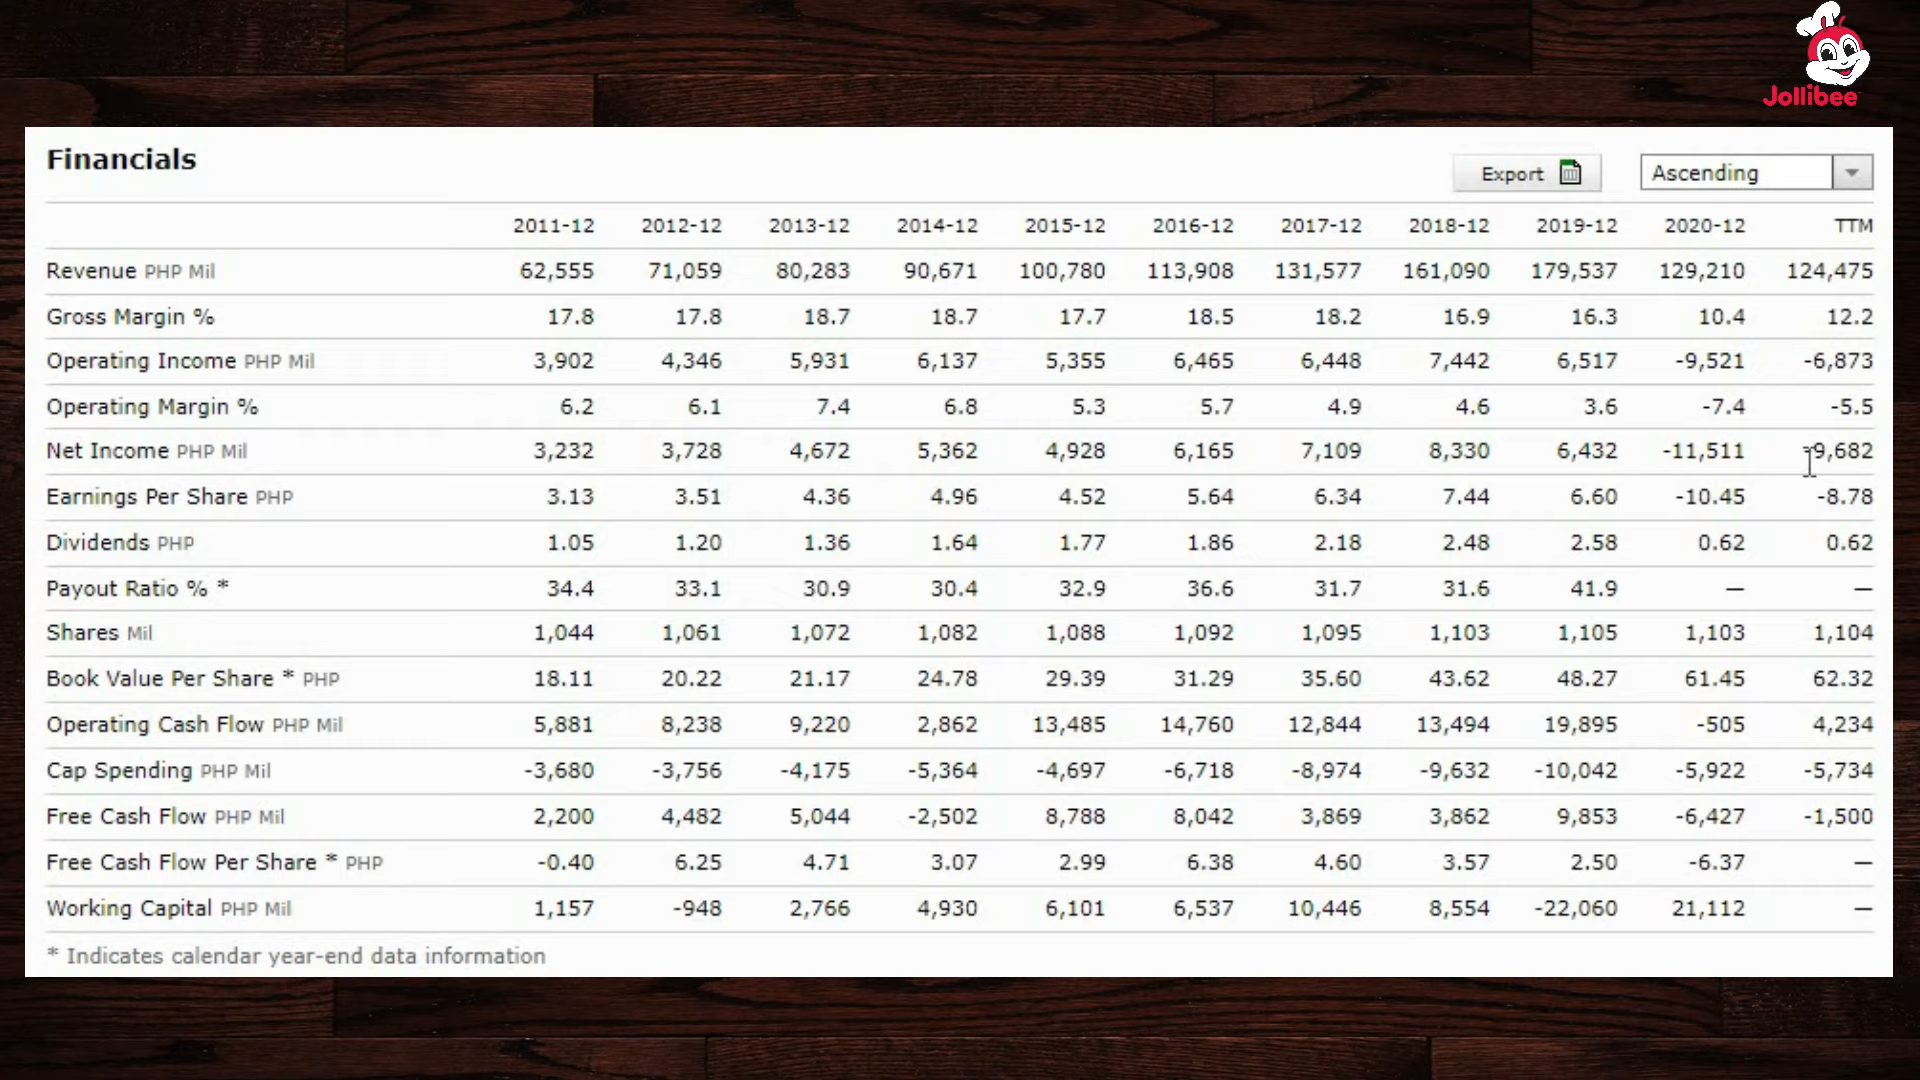 Jollibee
Financials
Export Ascending
2011-12 2012-12 2013-12 2014-12 2015-12 2016-12 2017-12 2018-12 2019-12 2020-12 TTM
Revenue PHP Mil 62,555 71,059 80,283 90,671 100,780 113,908 131,577 161,090 179,537 129,210 124,475
Gross Margin % 17.8 17.8 18.7 18.7 17.7 18.5 18.2 16.9 16.3 10.4 12.2
Operating Income PHP Mil 3,902 4,346 5,931 6,137 5,355 6,465 6,448 7,442 6,517 -9,521 -6,873
Operating Margin % 6.2 6.1 7.4 6.8 5.3 5.7 4.9 4.6 3.6 -7.4 -5.5
Net Income PHP Mil 3,232 3,728 4,672 5,362 4,928 6,165 7,109 8,330 6,432 -11,511 -9,682
Earnings Per Share PHP 3.13 3.51 4.36 4.96 4.52 5.64 6.34 7.44 6.60 -10.45 -8.78
Dividends PHP 1.05 1.20 1.36 1.64 1.77 1.86 2.18 2.48 2.58 0.62 0.62
Payout Ratio % * 34.4 33.1 30.9 30.4 32.9 36.6 31.7 31.6 41.9 — —
Shares Mil 1,044 1,061 1,072 1,082 1,088 1,092 1,095 1,103 1,105 1,103 1,104
Book Value Per Share * PHP 18.11 20.22 21.17 24.78 29.39 31.29 35.60 43.62 48.27 61.45 62.32
Operating Cash Flow PHP Mil 5,881 8,238 9,220 2,862 13,485 14,760 12,844 13,494 19,895 -505 4,234
Cap Spending PHP Mil -3,680 -3,756 -4,175 -5,364 -4,697 -6,718 -8,974 -9,632 -10,042 -5,922 -5,734
Free Cash Flow PHP Mil 2,200 4,482 5,044 -2,502 8,788 8,042 3,869 3,862 9,853 -6,427 -1,500
Free Cash Flow Per Share * PHP -0.40 6.25 4.71 3.07 2.99 6.38 4.60 3.57 2.50 -6.37 —
Working Capital PHP Mil 1,157 -948 2,766 4,930 6,101 6,537 10,446 8,554 -22,060 21,112 —
* Indicates calendar year-end data information